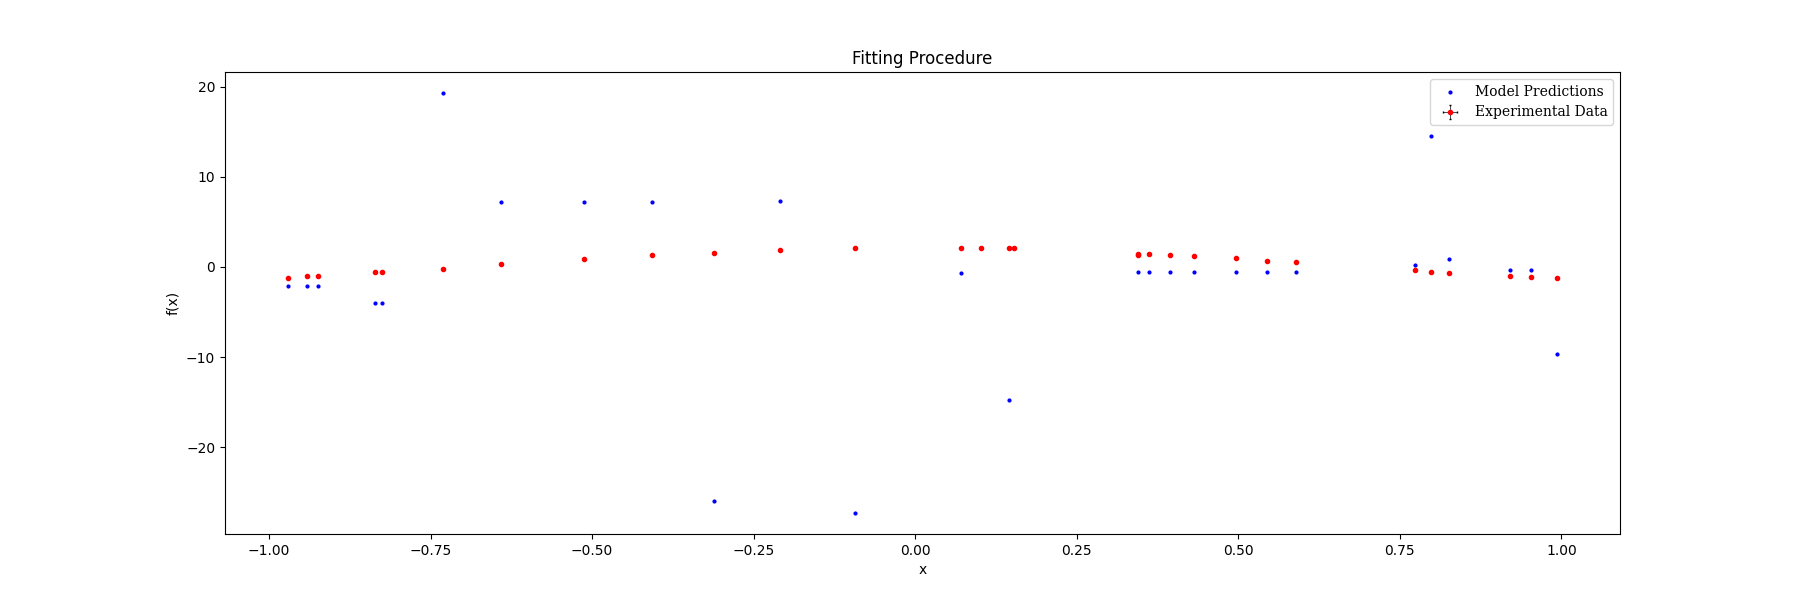 Fitting Procedure
Model Predictions
Experimental Data
20
10
0
−10
−20
f(x)
−1.00 −0.75 −0.50 −0.25 0.00 0.25 0.50 0.75 1.00
x